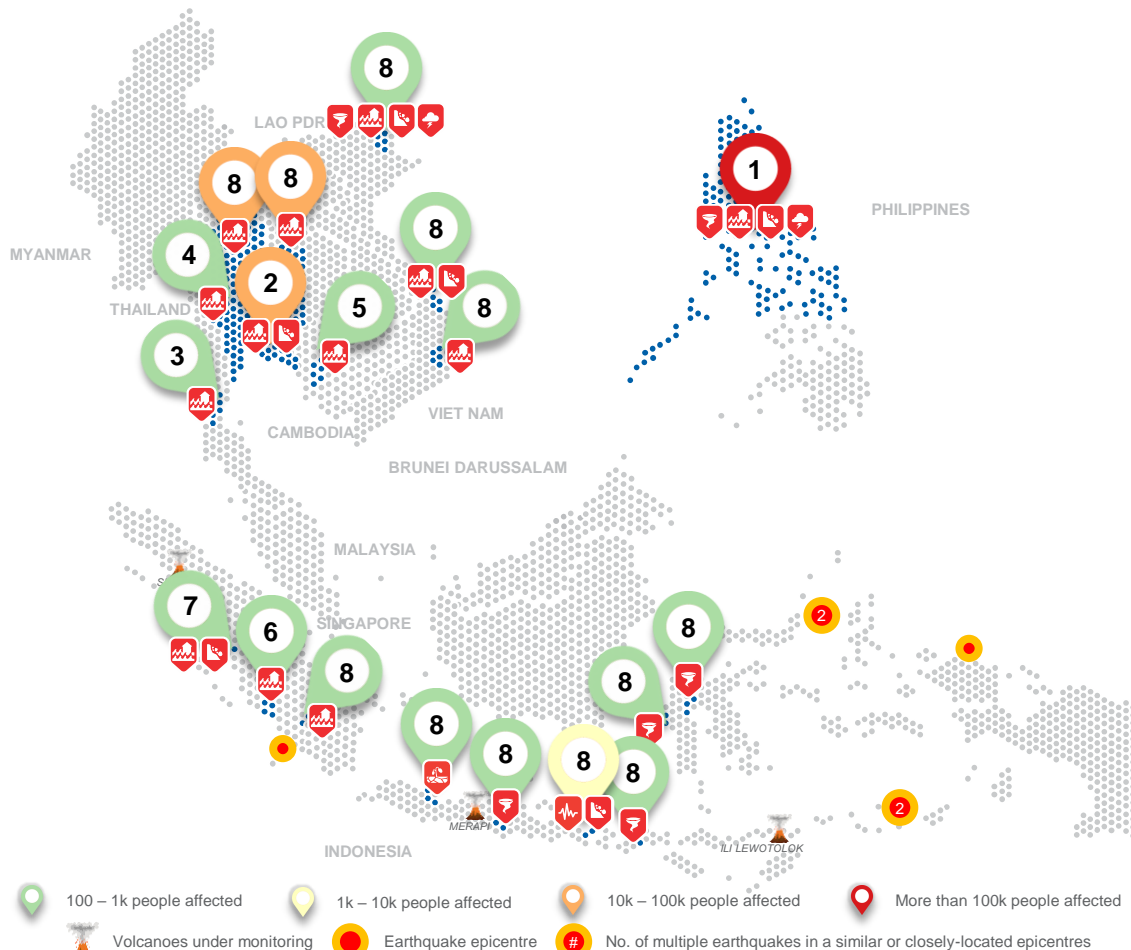 8
LAO PDR
8
8
1
PHILIPPINES
8
MYANMAR
4
2
5
8
THAILAND
3
VIET NAM
CAMBODIA
BRUNEI DARUSSALAM
MALAYSIA
7
6
SINGAPORE
2
8
8
8
8
8
8
8
2
MERAPI
ILI LEWOTOLOK
INDONESIA
100 – 1k people affected
1k – 10k people affected
10k – 100k people affected
More than 100k people affected
Volcanoes under monitoring
Earthquake epicentre
# No. of multiple earthquakes in a similar or closely-located epicentres